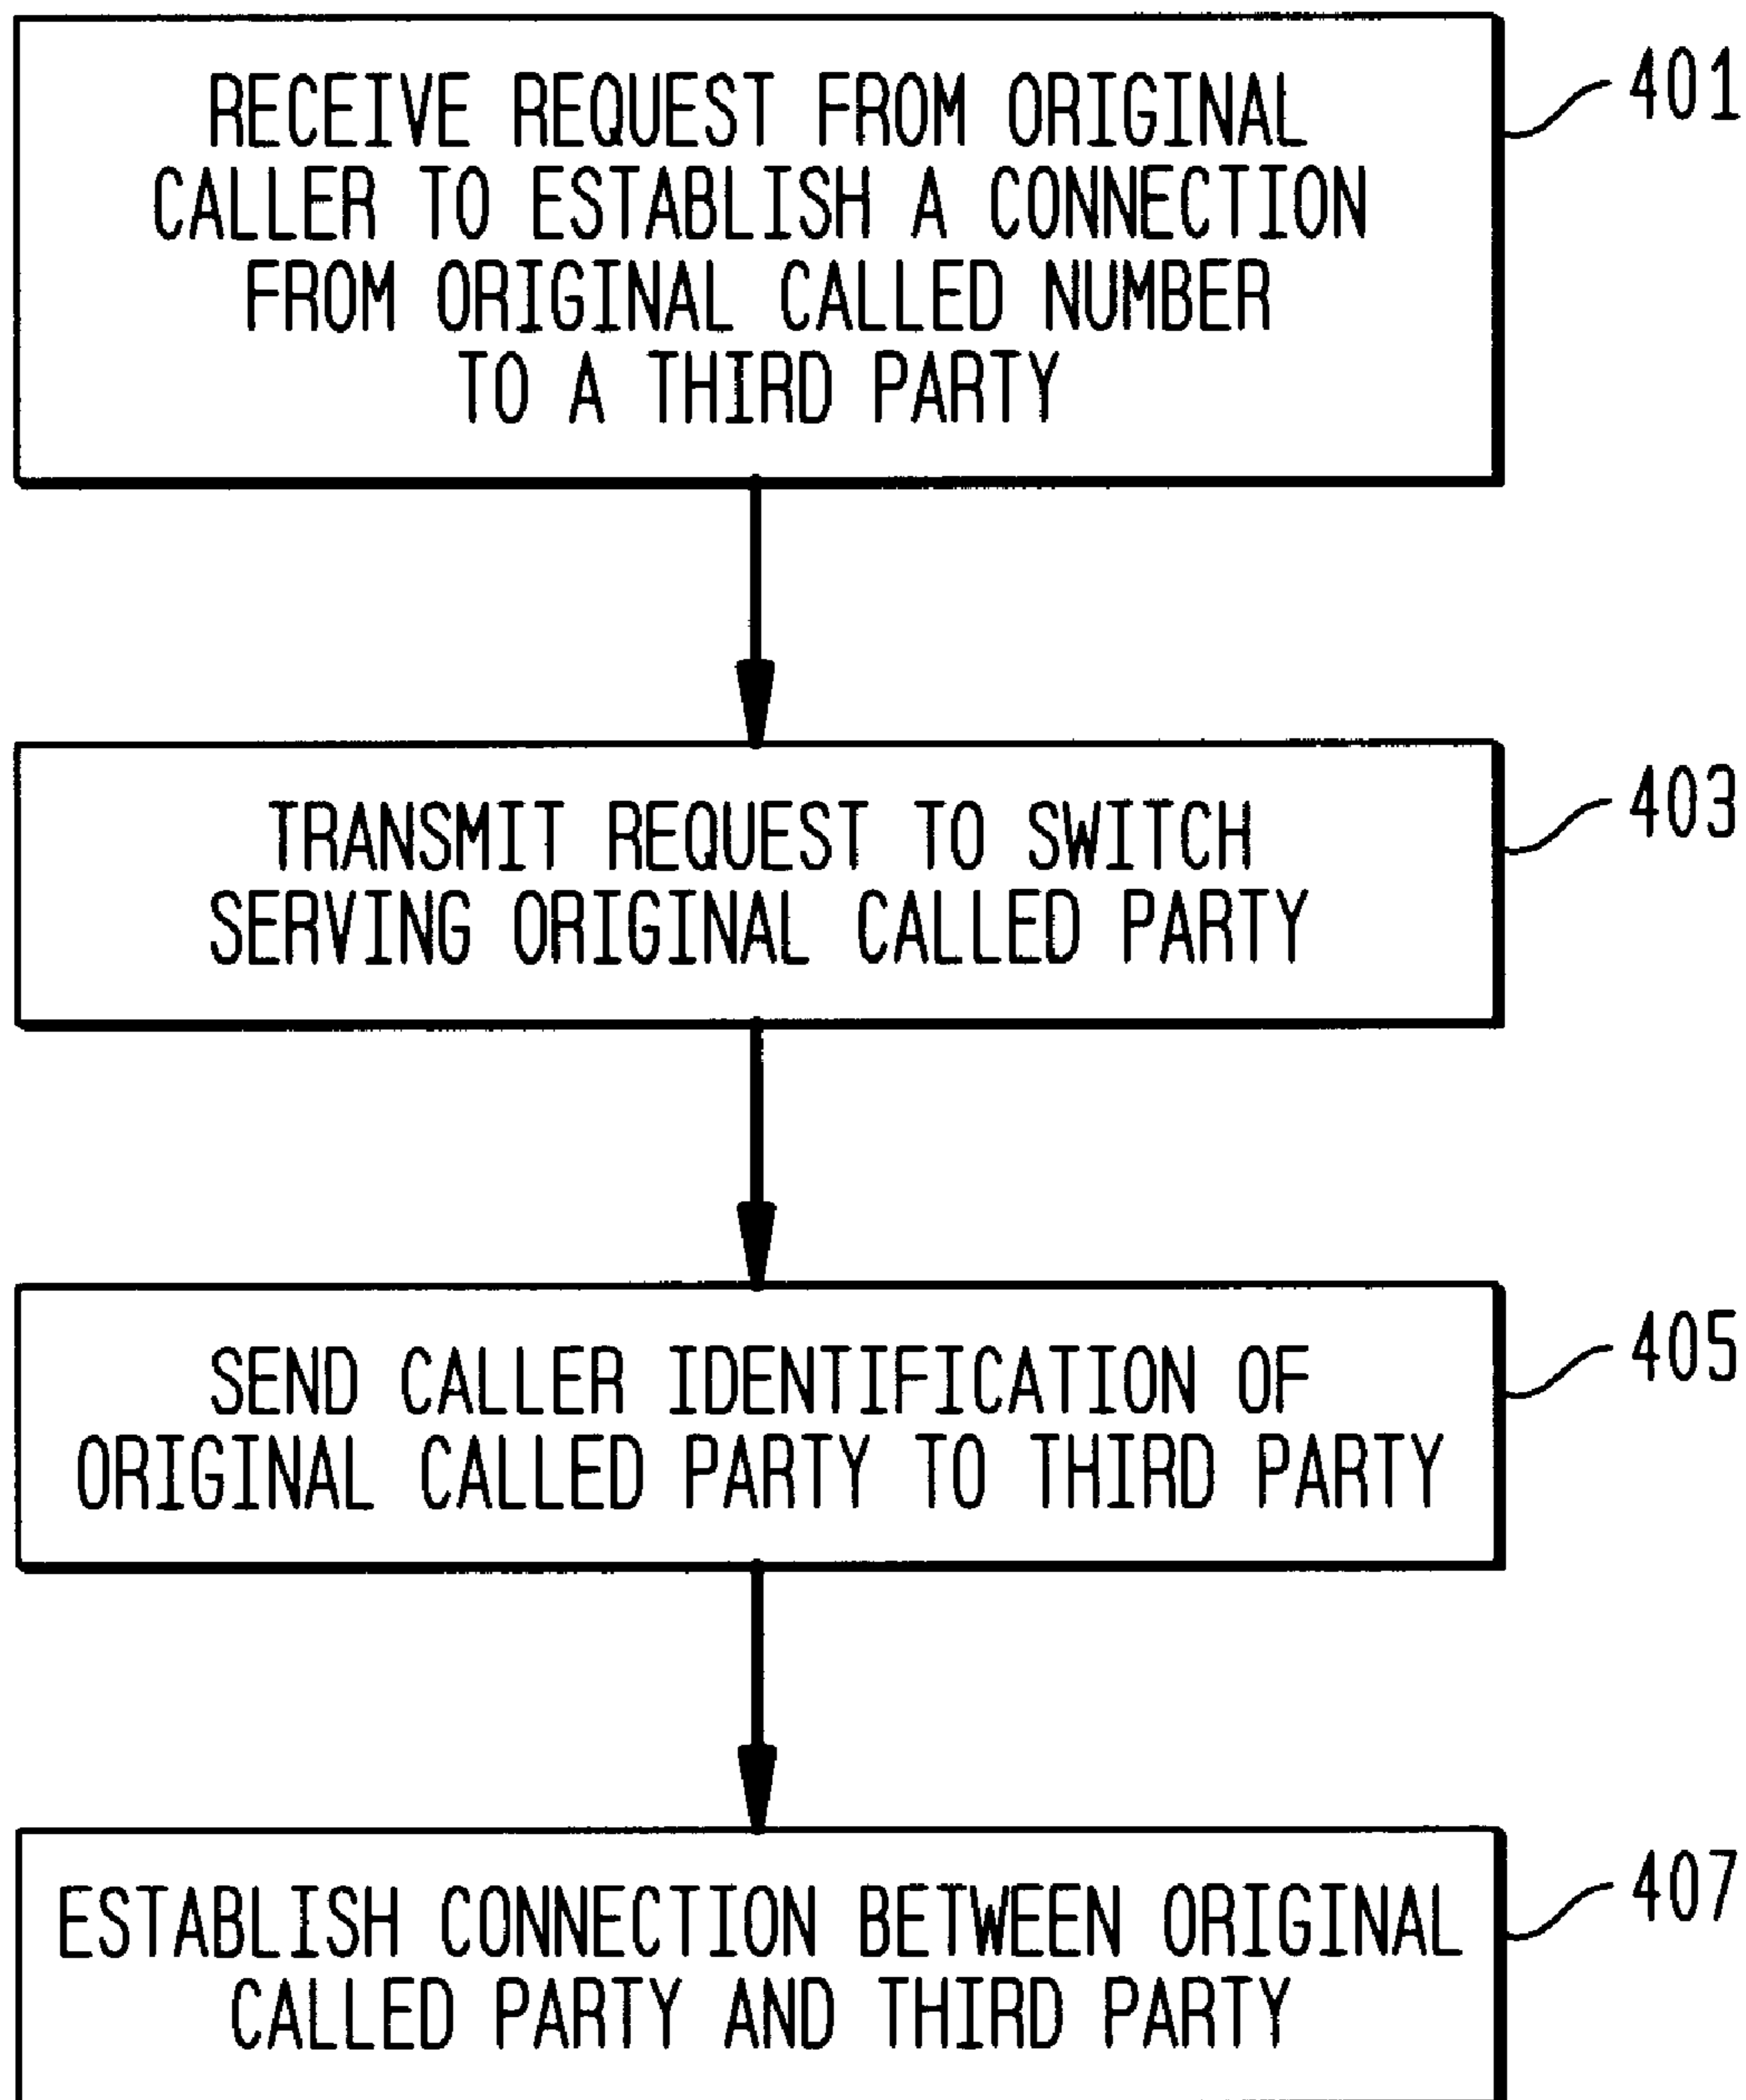 RECEIVE REQUEST FROM ORIGINAL
CALLER TO ESTABLISH A CONNECTION
FROM ORIGINAL CALLED NUMBER
TO A THIRD PARTY
401
TRANSMIT REQUEST TO SWITCH
SERVING ORIGINAL CALLED PARTY
403
SEND CALLER IDENTIFICATION OF
ORIGINAL CALLED PARTY TO THIRD PARTY
405
ESTABLISH CONNECTION BETWEEN ORIGINAL
CALLED PARTY AND THIRD PARTY
407